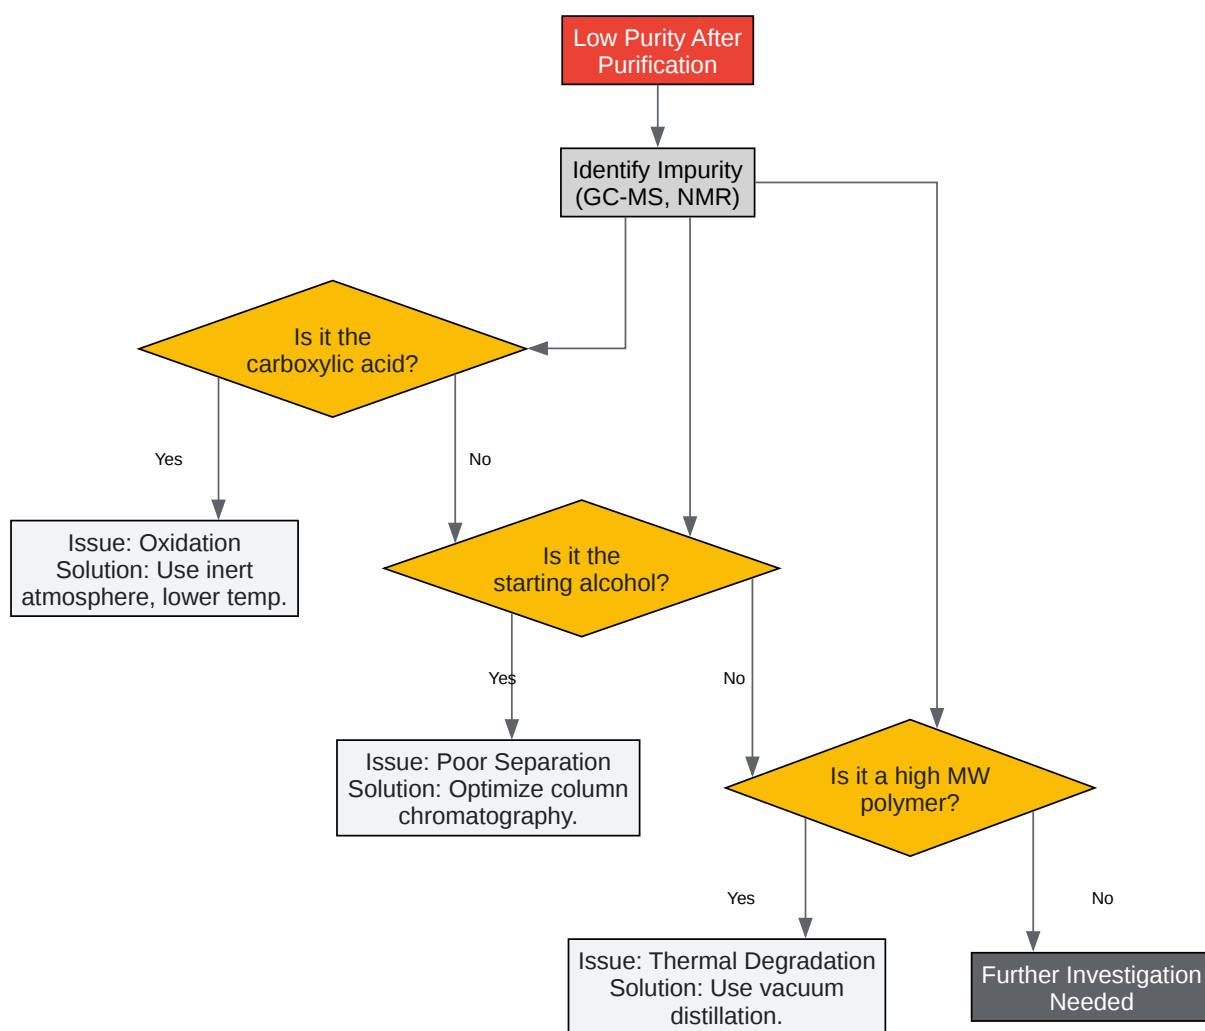 Low Purity After
Purification
Identify Impurity
(GC-MS, NMR)
Is it the
carboxylic acid?
Yes
No
Issue: Oxidation
Solution: Use inert
atmosphere, lower temp.
Is it the
starting alcohol?
Yes
No
Issue: Poor Separation
Solution: Optimize column
chromatography.
Is it a high MW
polymer?
Yes
No
Issue: Thermal Degradation
Solution: Use vacuum
distillation.
Further Investigation
Needed